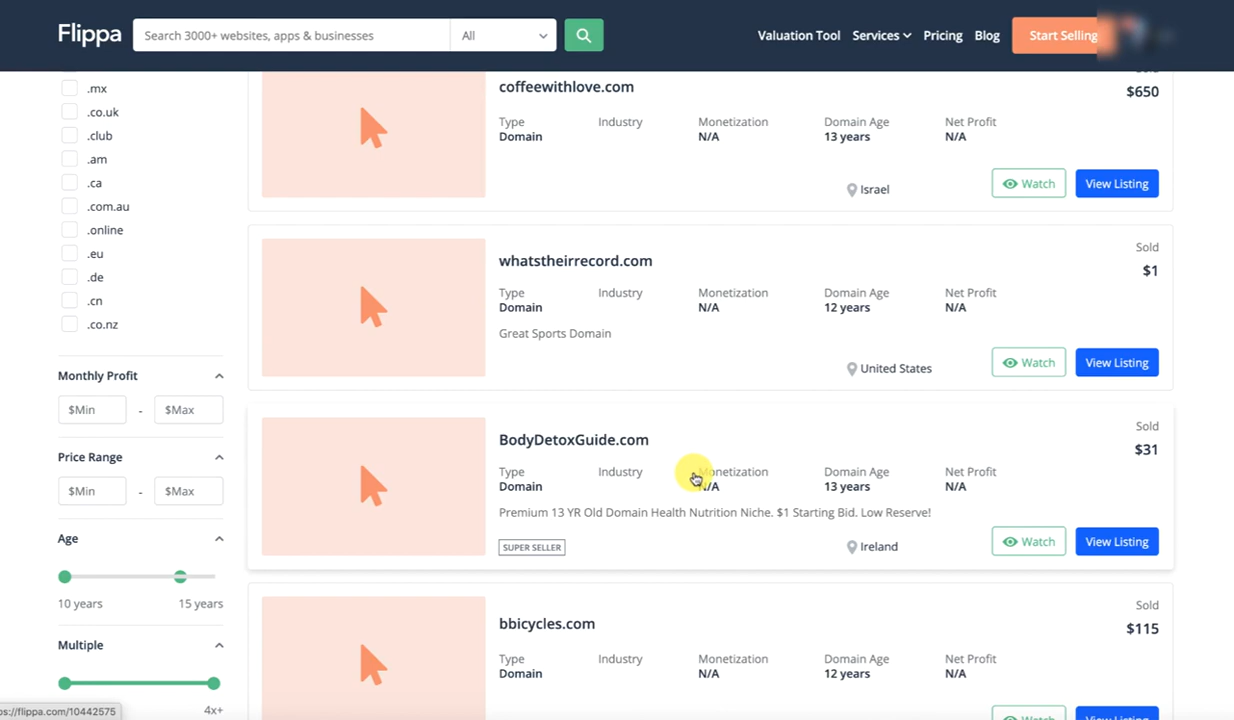 Flippa
Search 3000+ websites, apps & businesses
All
Valuation Tool
Services
Pricing
Blog
Start Selling
.mx
.co.uk
.club
.am
.ca
.com.au
.online
.eu
.de
.cn
.co.nz
Monthly Profit
$Min - $Max
Price Range
$Min - $Max
Age
10 years 15 years
Multiple
4x+
coffeewithlove.com
$650
Type Industry Monetization Domain Age Net Profit
Domain N/A 13 years N/A
Israel
Watch
View Listing
whatstheirrecord.com
Sold
$1
Type Industry Monetization Domain Age Net Profit
Domain N/A 12 years N/A
Great Sports Domain
United States
Watch
View Listing
BodyDetoxGuide.com
Sold
$31
Type Industry Monetization Domain Age Net Profit
Domain N/A 13 years N/A
Premium 13 YR Old Domain Health Nutrition Niche. $1 Starting Bid. Low Reserve!
SUPER SELLER
Ireland
Watch
View Listing
bbicycles.com
Sold
$115
Type Industry Monetization Domain Age Net Profit
Domain N/A 12 years N/A
Watch
View Listing
ps://flippa.com/10442575